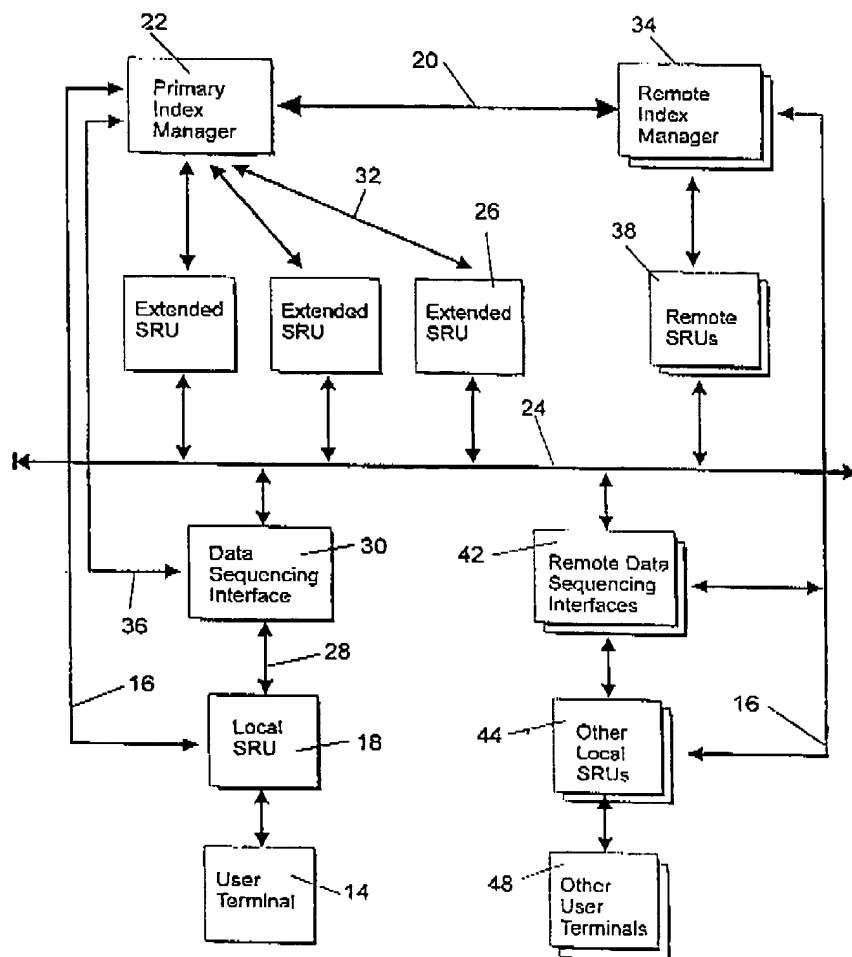 22
34
20
Primary
Index
Manager
Remote
Index
Manager
32
26
38
Extended
SRU
Extended
SRU
Extended
SRU
Remote
SRUs
24
Data
Sequencing
Interface
30
42
Remote Data
Sequencing
Interfaces
36
28
16
16
Local
SRU
18
44
Other
Local
SRUs
User
Terminal
14
48
Other
User
Terminals